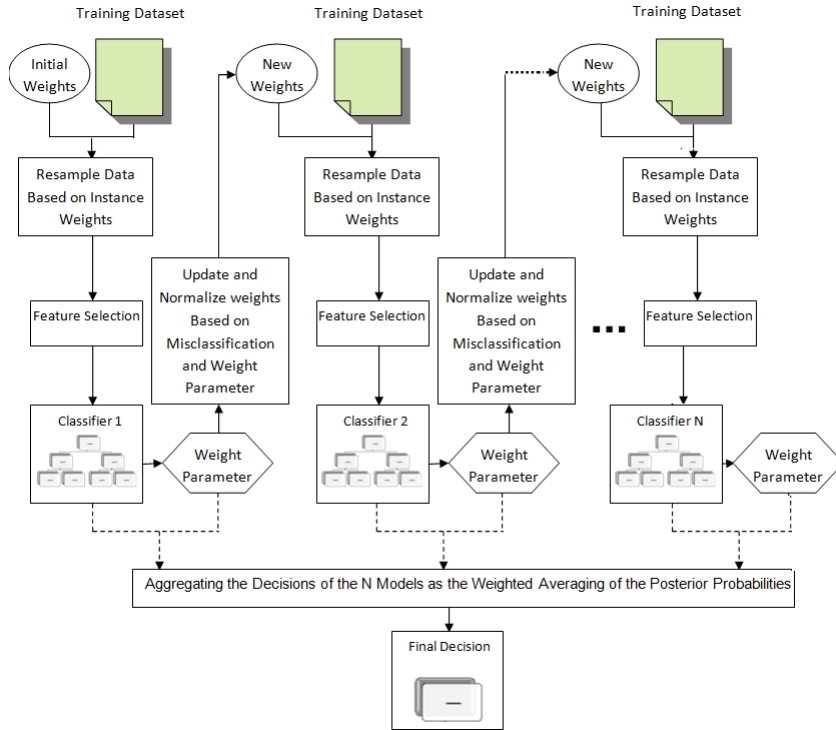 Training Dataset
Training Dataset
Training Dataset
Initial
Weights
New
Weights
New
Weights
Resample Data
Based on Instance
Weights
Resample Data
Based on Instance
Weights
Resample Data
Based on Instance
Weights
Update and
Normalize weights
Based on
Misclassification
and Weight
Parameter
Update and
Normalize weights
Based on
Misclassification
and Weight
Parameter
Feature Selection
Feature Selection
Feature Selection
Classifier 1
Weight
Parameter
Classifier 2
Weight
Parameter
Classifier N
Weight
Parameter
Aggregating the Decisions of the N Models as the Weighted Averaging of the Posterior Probabilities
Final Decision